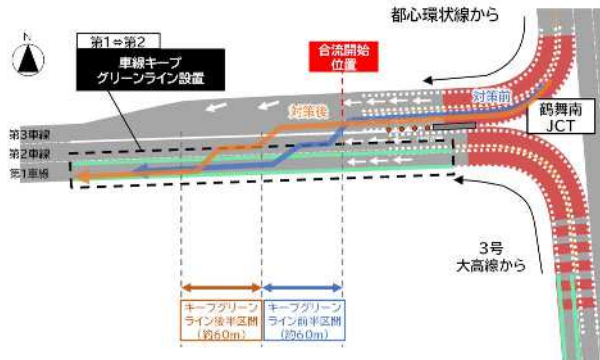 都心環状線から
N
第1⇔第2
車線キープ
グリーンライン設置
合流開始
位置
対策後
対策前
鶴舞南
JCT
第3車線
第2車線
第1車線
3号
大高線から
キープグリーン
ライン後半区間
(約60m)
キープグリーン
ライン前半区間
(約60m)